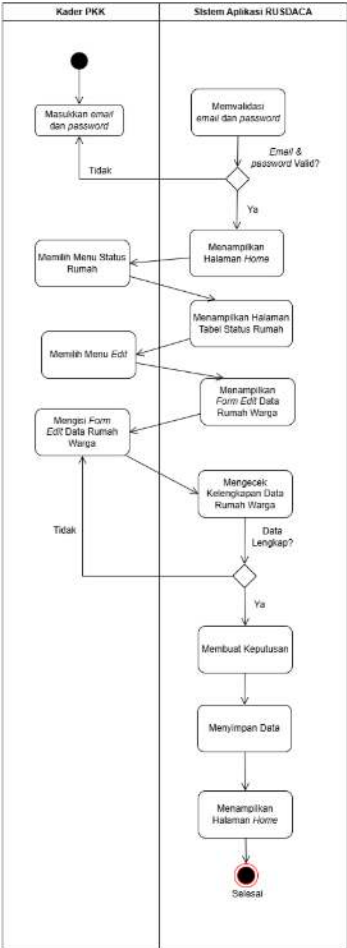 Kader PKK
Sistem Aplikasi RUSDACA
Masukkan email
dan password
Memvalidasi
email dan password
Email &
password Valid?
Tidak
Ya
Menampilkan
Halaman Home
Memilih Menu Status
Rumah
Menampilkan Halaman
Tabel Status Rumah
Memilih Menu Edit
Menampilkan
Form Edit Data
Rumah Warga
Mengisi Form
Edit Data Rumah
Warga
Mengecek
Kelengkapan Data
Rumah Warga
Tidak
Data
Lengkap?
Ya
Membuat Keputusan
Menyimpan Data
Menampilkan
Halaman Home
Selesai